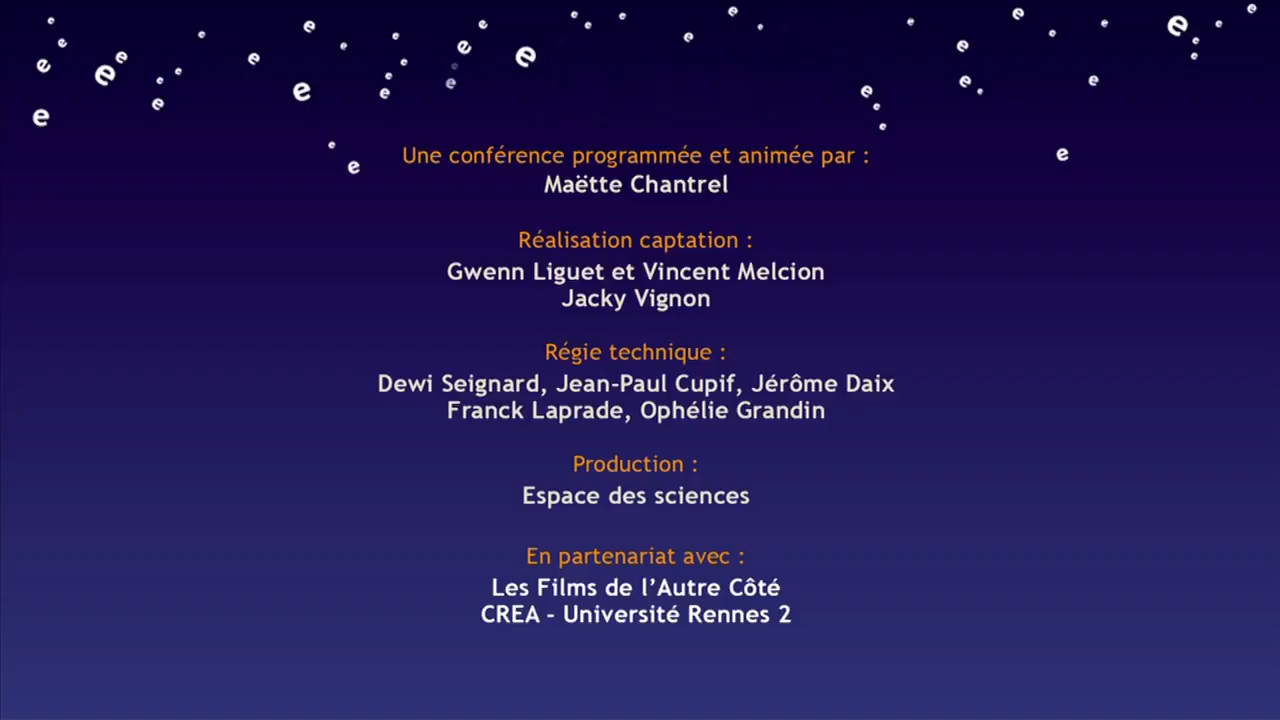 Une conférence programmée et animée par :
Maëtte Chantrel
Réalisation captation :
Gwenn Liguet et Vincent Melcion
Jacky Vignon
Régie technique :
Dewi Seignard, Jean-Paul Cupif, Jérôme Daix
Franck Laprade, Ophélie Grandin
Production :
Espace des sciences
En partenariat avec :
Les Films de l’Autre Côté
CREA - Université Rennes 2